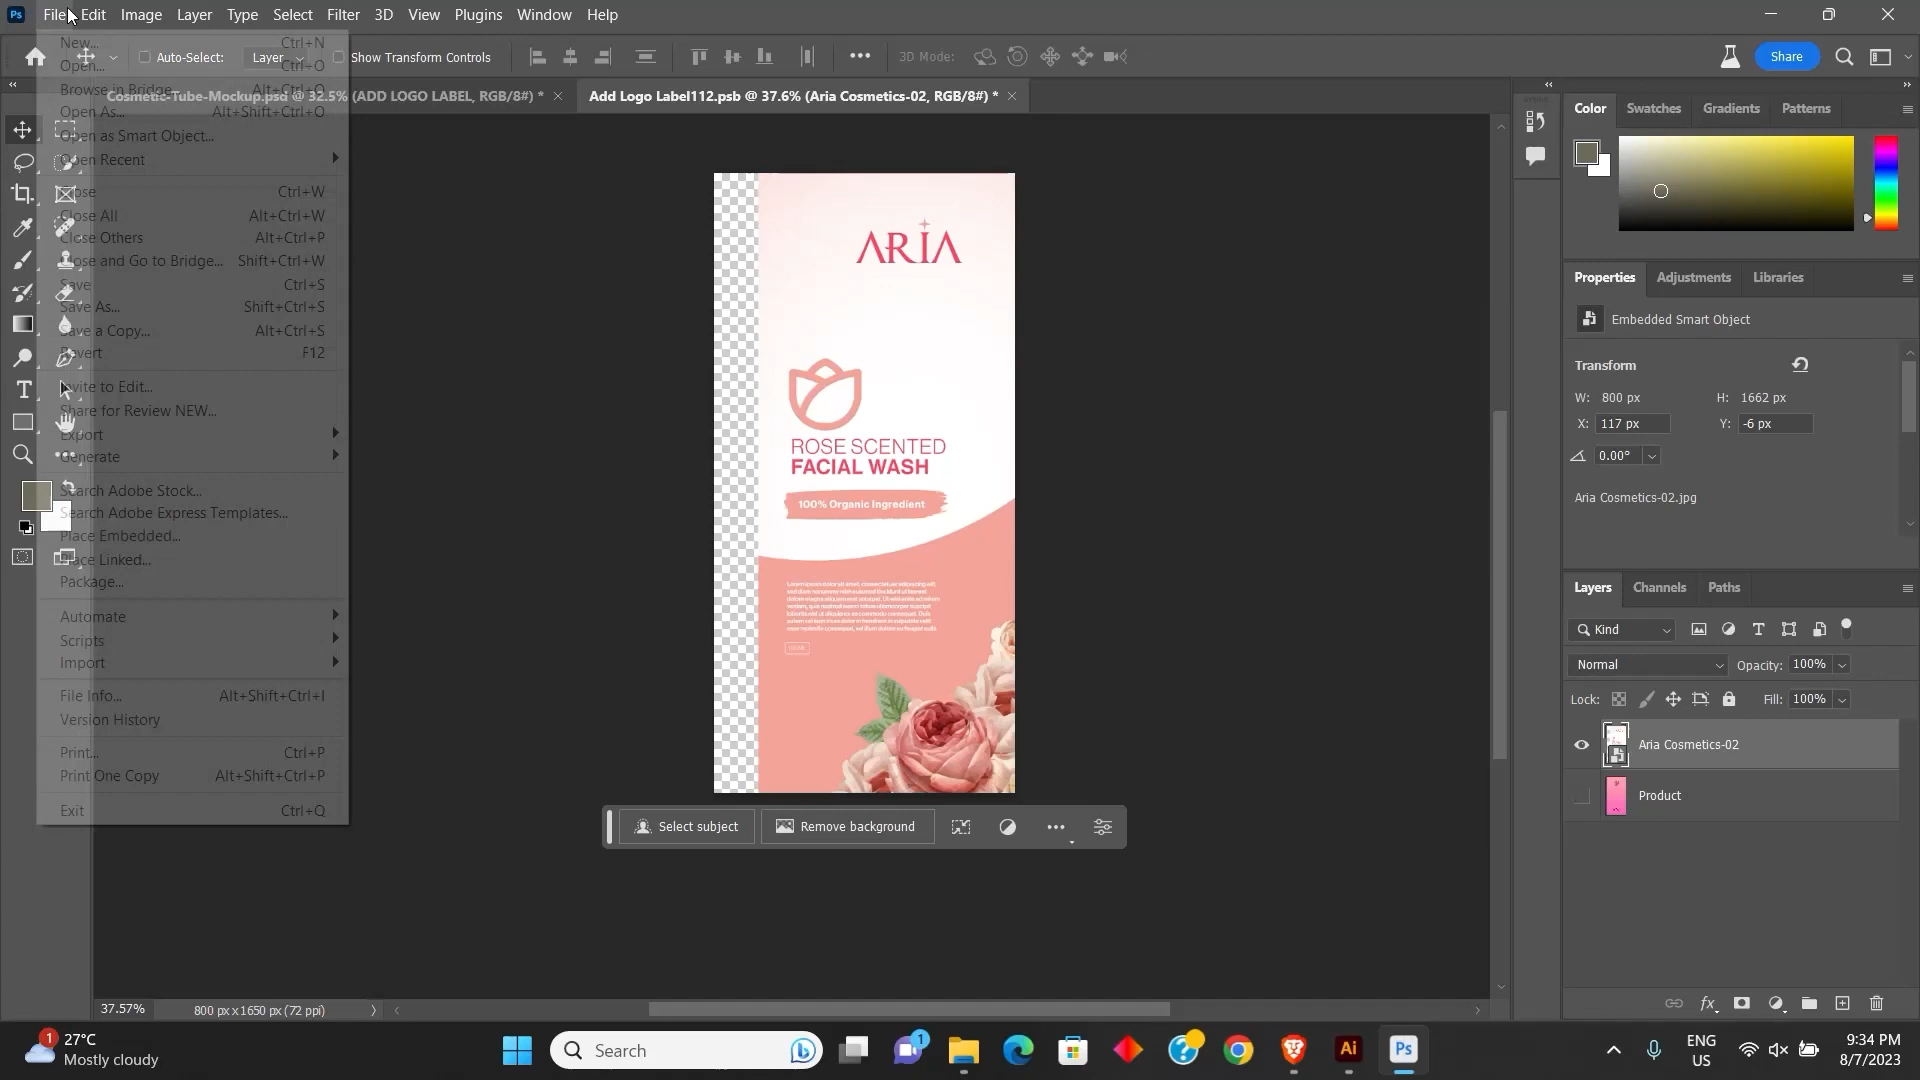 Ps File Edit Image Layer Type Select Filter 3D View Plugins Window Help
Auto-Select: Layer Show Transform Controls 3D Mode: Share
Cosmetic-Tube-Mockup.psd @ 32.5% (ADD LOGO LABEL, RGB/8#) * Add Logo Label112.psb @ 37.6% (Aria Cosmetics-02, RGB/8#) *
New... Ctrl+N
Open... Ctrl+O
Browse in Bridge... Alt+Ctrl+O
Open As... Alt+Shift+Ctrl+O
Open as Smart Object...
Open Recent
Close Ctrl+W
Close All Alt+Ctrl+W
Close Others Alt+Ctrl+P
Close and Go to Bridge... Shift+Ctrl+W
Save Ctrl+S
Save As... Shift+Ctrl+S
Save a Copy... Alt+Ctrl+S
Revert F12
Invite to Edit...
Share for Review NEW...
Export
Generate
Search Adobe Stock...
Search Adobe Express Templates...
Place Embedded...
Place Linked...
Package...
Automate
Scripts
Import
File Info... Alt+Shift+Ctrl+I
Version History
Print... Ctrl+P
Print One Copy Alt+Shift+Ctrl+P
Exit Ctrl+Q
ARIA
ROSE SCENTED
FACIAL WASH
100% Organic Ingredient
Select subject Remove background
37.57% 800 px x 1650 px (72 ppi)
Color Swatches Gradients Patterns
Properties Adjustments Libraries
Embedded Smart Object
Transform
W: 800 px H: 1662 px
X: 117 px Y: -6 px
0.00°
Aria Cosmetics-02.jpg
Layers Channels Paths
Kind
Normal Opacity: 100%
Lock: Fill: 100%
Aria Cosmetics-02
Product
fx
1 27°C
Mostly cloudy
Search
1
Ai
Ps
ENG
US
9:34 PM
8/7/2023